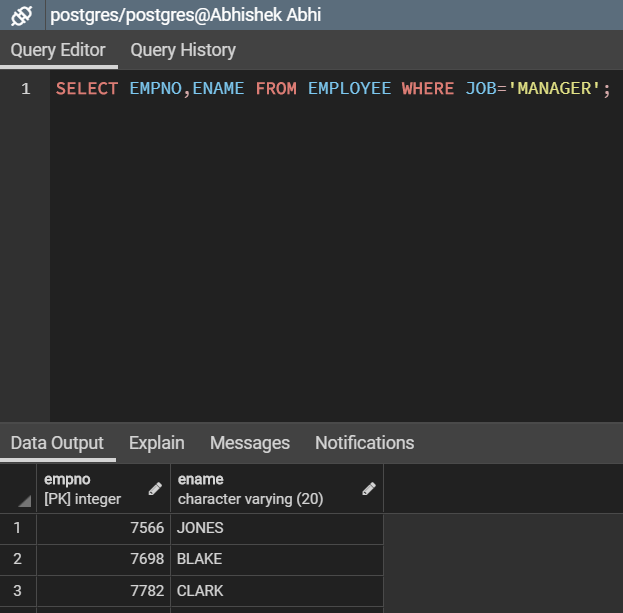 postgres/postgres@Abhishek Abhi
Query Editor Query History
1 SELECT EMPNO,ENAME FROM EMPLOYEE WHERE JOB='MANAGER';
Data Output Explain Messages Notifications
empno ename
[PK] integer character varying (20)
1 7566 JONES
2 7698 BLAKE
3 7782 CLARK